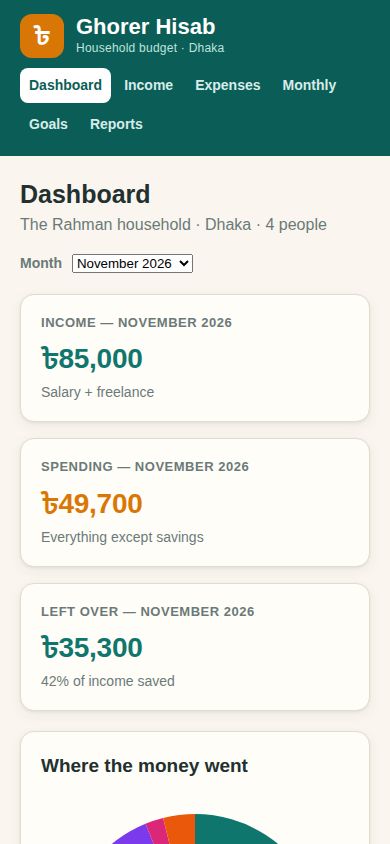 ৳
Ghorer Hisab
Household budget · Dhaka
Dashboard Income Expenses Monthly
Goals Reports
Dashboard
The Rahman household · Dhaka · 4 people
Month November 2026
INCOME — NOVEMBER 2026
৳85,000
Salary + freelance
SPENDING — NOVEMBER 2026
৳49,700
Everything except savings
LEFT OVER — NOVEMBER 2026
৳35,300
42% of income saved
Where the money went